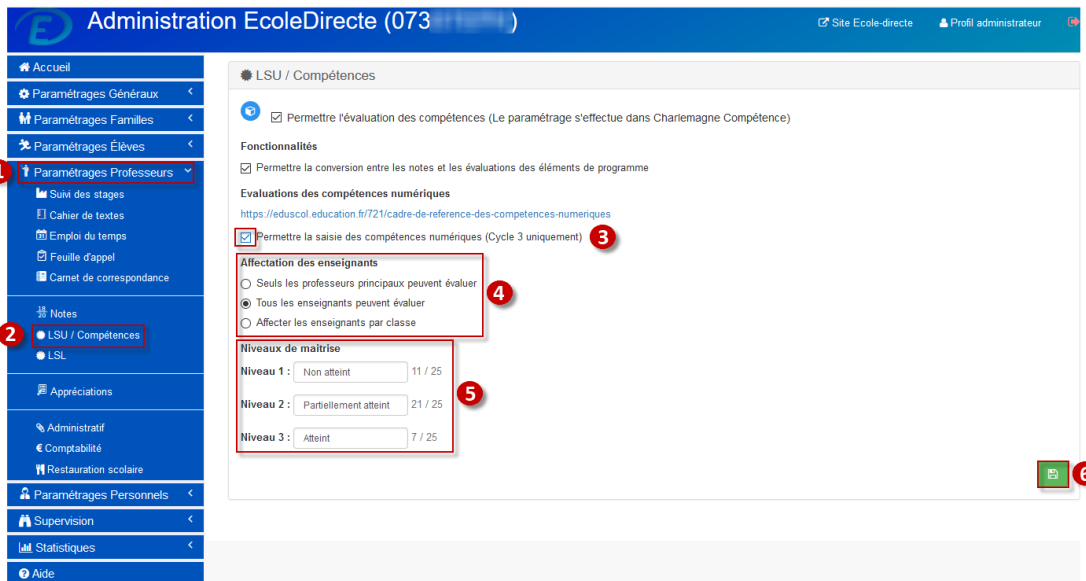 Administration EcoleDirecte (073 )
Site Ecole-directe
Profil administrateur
Accueil
Paramétrages Généraux
Paramétrages Familles
Paramétrages Élèves
1
Paramétrages Professeurs
Suivi des stages
Cahier de textes
Emploi du temps
Feuille d'appel
Carnet de correspondance
Notes
2
LSU / Compétences
LSL
Appréciations
Administratif
€ Comptabilité
Restauration scolaire
Paramétrages Personnels
Supervision
Statistiques
Aide
LSU / Compétences
Permettre l'évaluation des compétences (Le paramétrage s'effectue dans Charlemagne Compétence)
Fonctionnalités
Permettre la conversion entre les notes et les évaluations des éléments de programme
Evaluations des compétences numériques
https://eduscol.education.fr/721/cadre-de-reference-des-competences-numeriques
Permettre la saisie des compétences numériques (Cycle 3 uniquement)
3
Affectation des enseignants
Seuls les professeurs principaux peuvent évaluer
Tous les enseignants peuvent évaluer
Affecter les enseignants par classe
4
Niveaux de maitrise
Niveau 1 : Non atteint 11 / 25
Niveau 2 : Partiellement atteint 21 / 25
Niveau 3 : Atteint 7 / 25
5
6